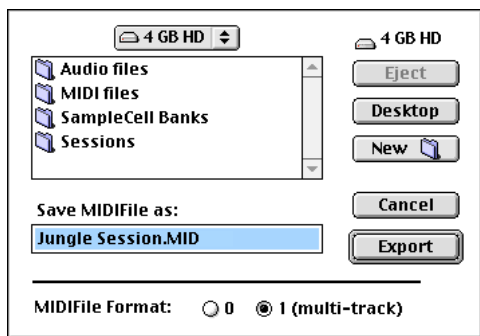 4 GB HD
4 GB HD
Audio files
MIDI files
SampleCell Banks
Sessions
Eject
Desktop
New
Save MIDIFile as:
Jungle Session.MID
Cancel
Export
MIDIFile Format: 0 1 (multi-track)